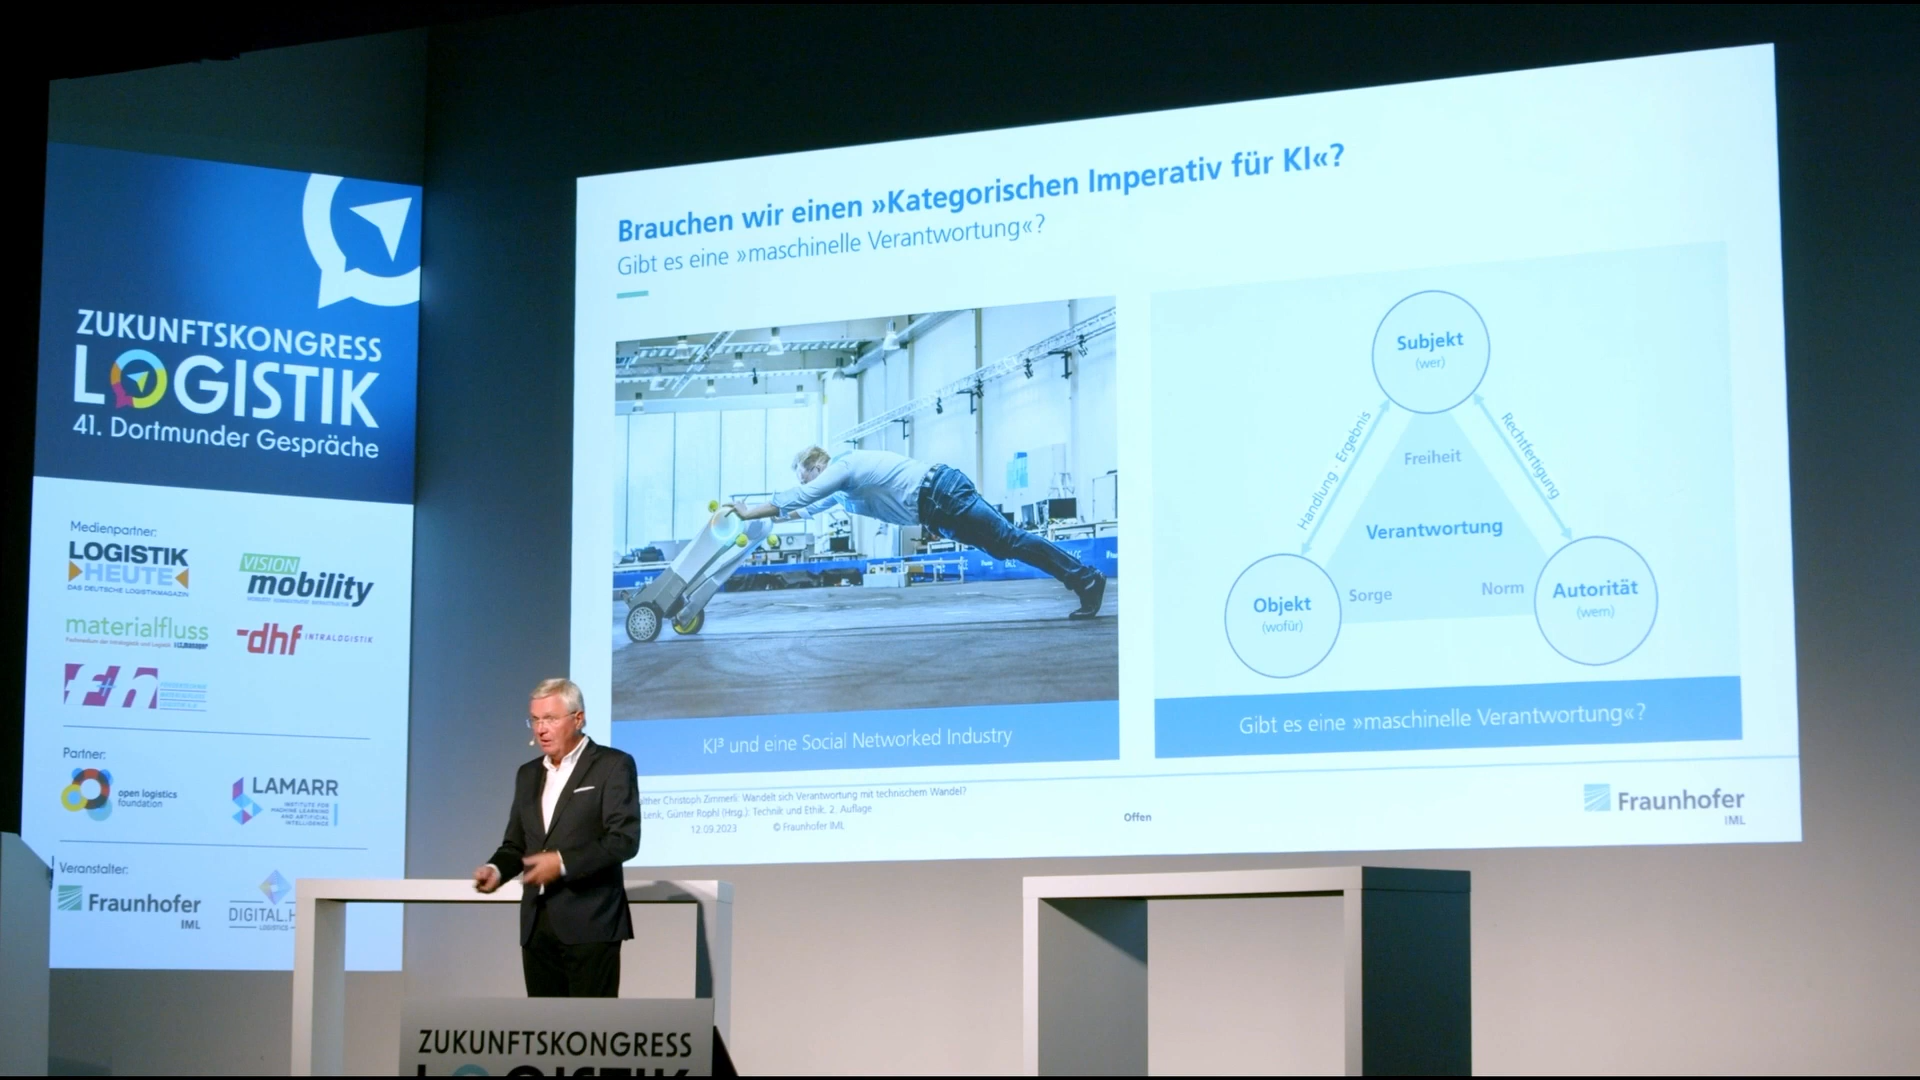 ZUKUNFTSKONGRESS
LOGISTIK
41. Dortmunder Gespräche
Medienpartner:
LOGISTIK
HEUTE
DAS DEUTSCHE LOGISTIKMAGAZIN
VISION
mobility
materialfluss
dhf INTRALOGISTIK
f+h
Partner:
open logistics
foundation
LAMARR
INSTITUTE FOR
MACHINE LEARNING
AND ARTIFICIAL
INTELLIGENCE
Veranstalter:
Fraunhofer
IML
DIGITAL.H
LOGISTICS
Brauchen wir einen »Kategorischen Imperativ für KI«?
Gibt es eine »maschinelle Verantwortung«?
KI³ und eine Social Networked Industry
Subjekt
(wer)
Handlung - Ergebnis
Rechtfertigung
Freiheit
Verantwortung
Sorge
Norm
Objekt
(wofür)
Autorität
(wem)
Gibt es eine »maschinelle Verantwortung«?
lther Christoph Zimmerli: Wandelt sich Verantwortung mit technischem Wandel?
Lenk, Günter Rophl (Hrsg.): Technik und Ethik. 2. Auflage
12.09.2023
© Fraunhofer IML
Offen
Fraunhofer
IML
ZUKUNFTSKONGRESS
LOGISTIK